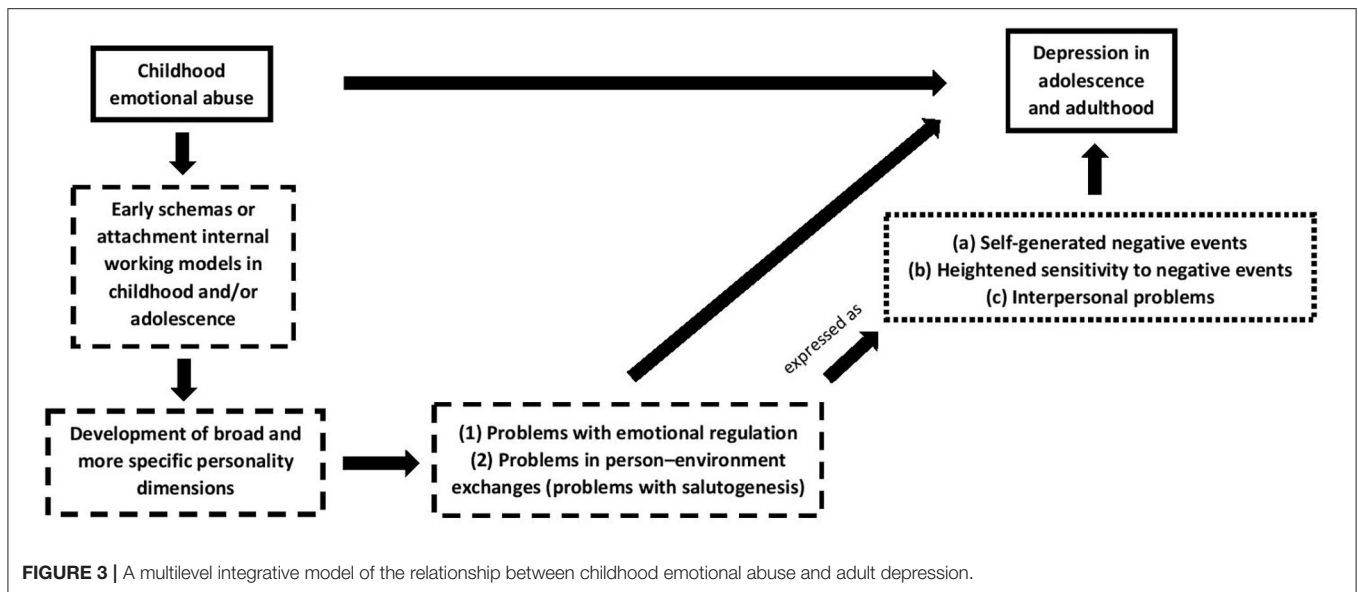 Childhood
emotional abuse
Depression in
adolescence
and adulthood
Early schemas or
attachment internal
working models in
childhood and/or
adolescence
(a) Self-generated negative events
(b) Heightened sensitivity to negative events
(c) Interpersonal problems
expressed as
Development of broad and
more specific personality
dimensions
(1) Problems with emotional regulation
(2) Problems in person–environment
exchanges (problems with salutogenesis)
FIGURE 3 | A multilevel integrative model of the relationship between childhood emotional abuse and adult depression.